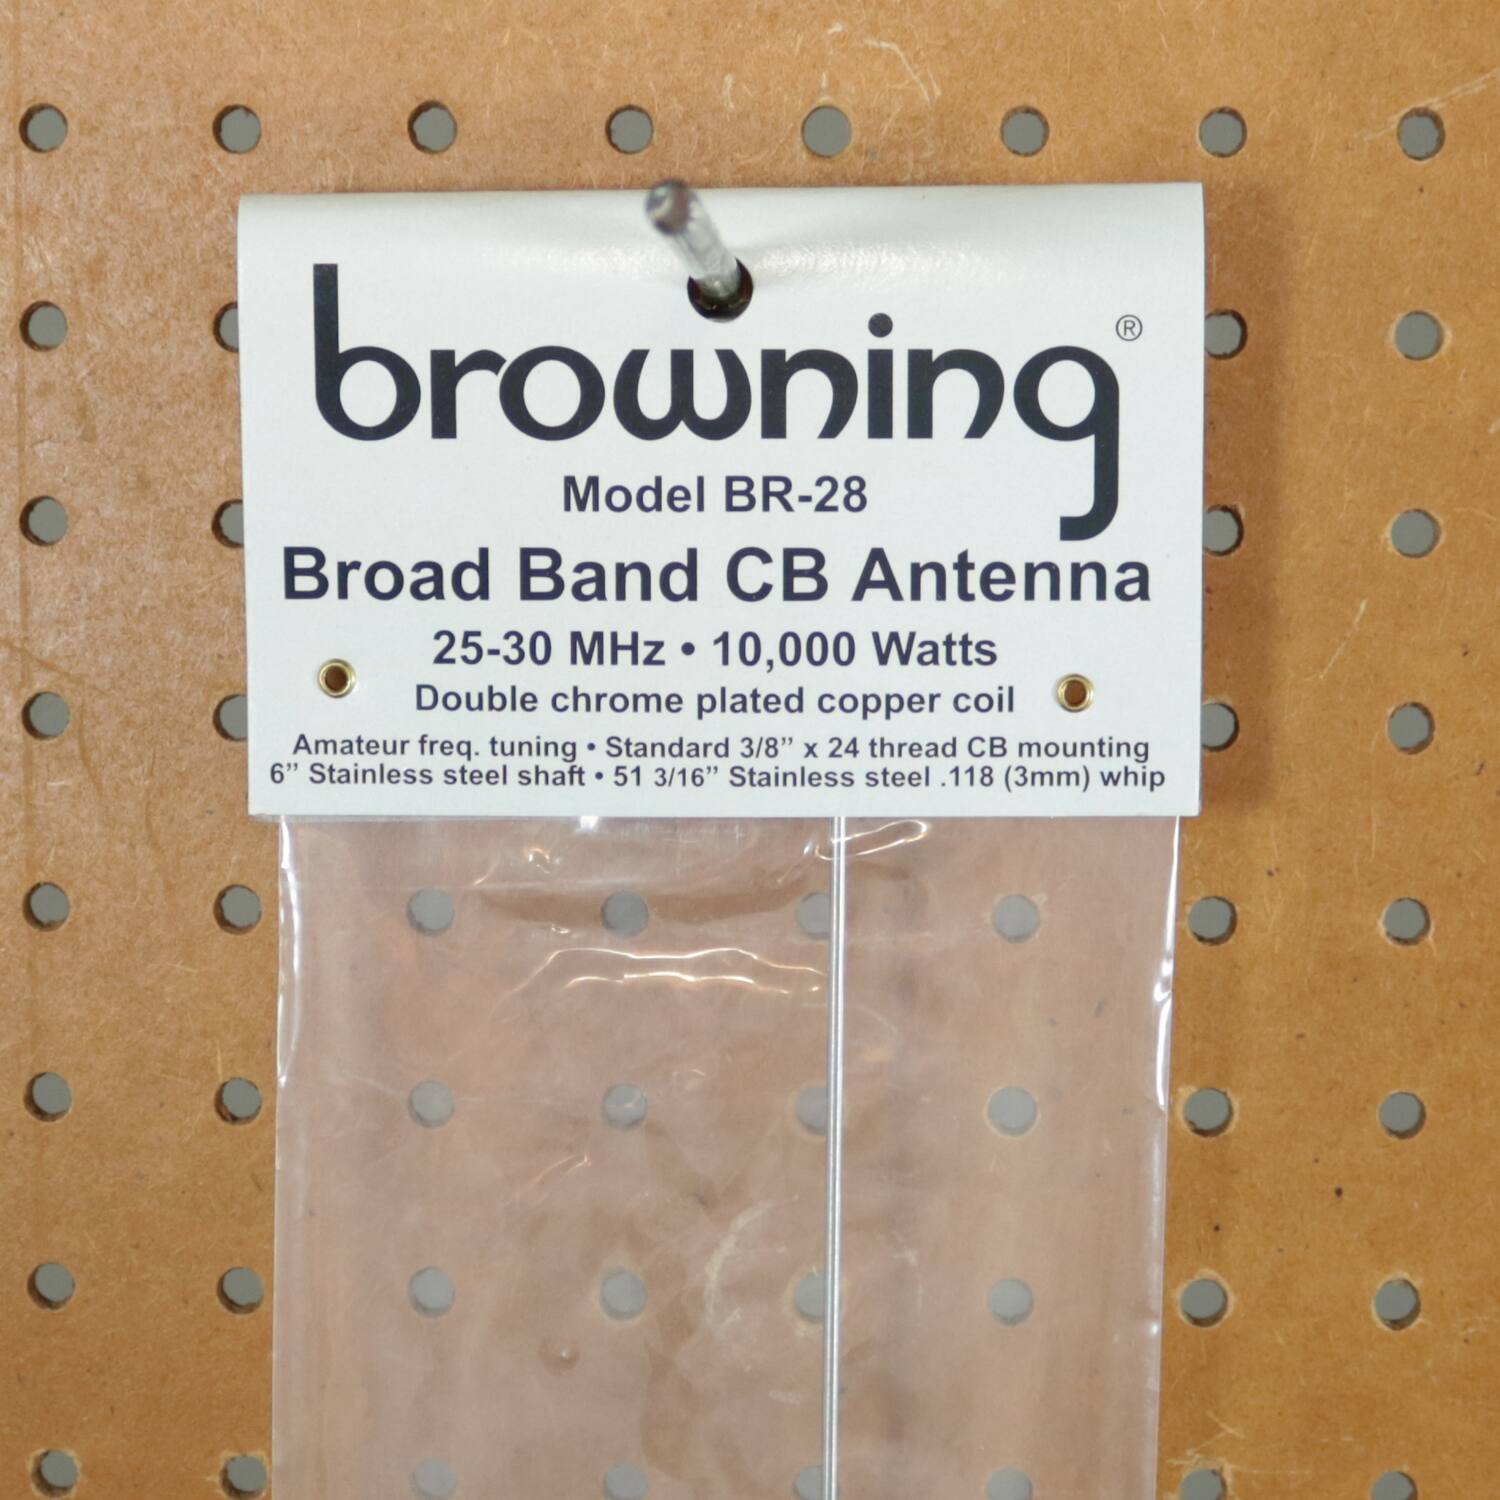 browning®
Model BR-28
Broad Band CB Antenna
25-30 MHz • 10,000 Watts
Double chrome plated copper coil
Amateur freq. tuning • Standard 3/8” x 24 thread CB mounting
6” Stainless steel shaft • 51 3/16” Stainless steel .118 (3mm) whip